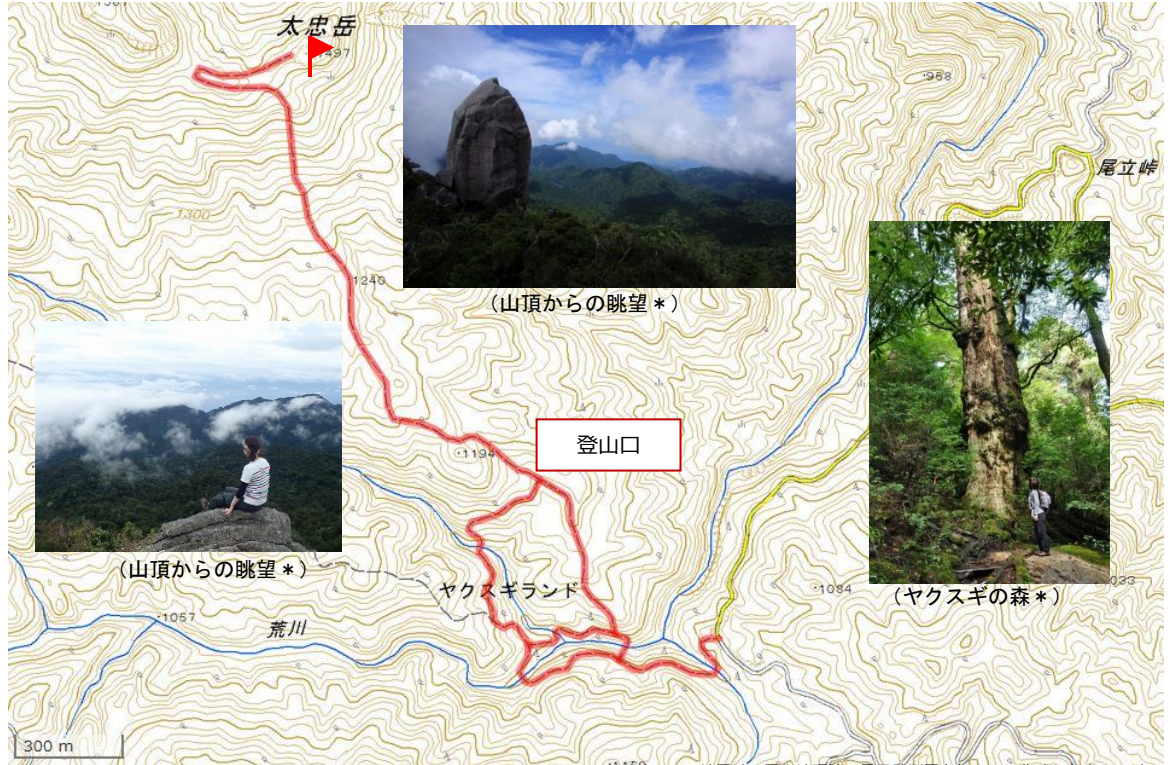 太忠岳
1497
968
尾立峠
1300
1240
(山頂からの眺望＊)
登山口
1194
(山頂からの眺望＊)
ヤクスギランド
1084
(ヤクスギの森＊)
1057
荒川
300 m